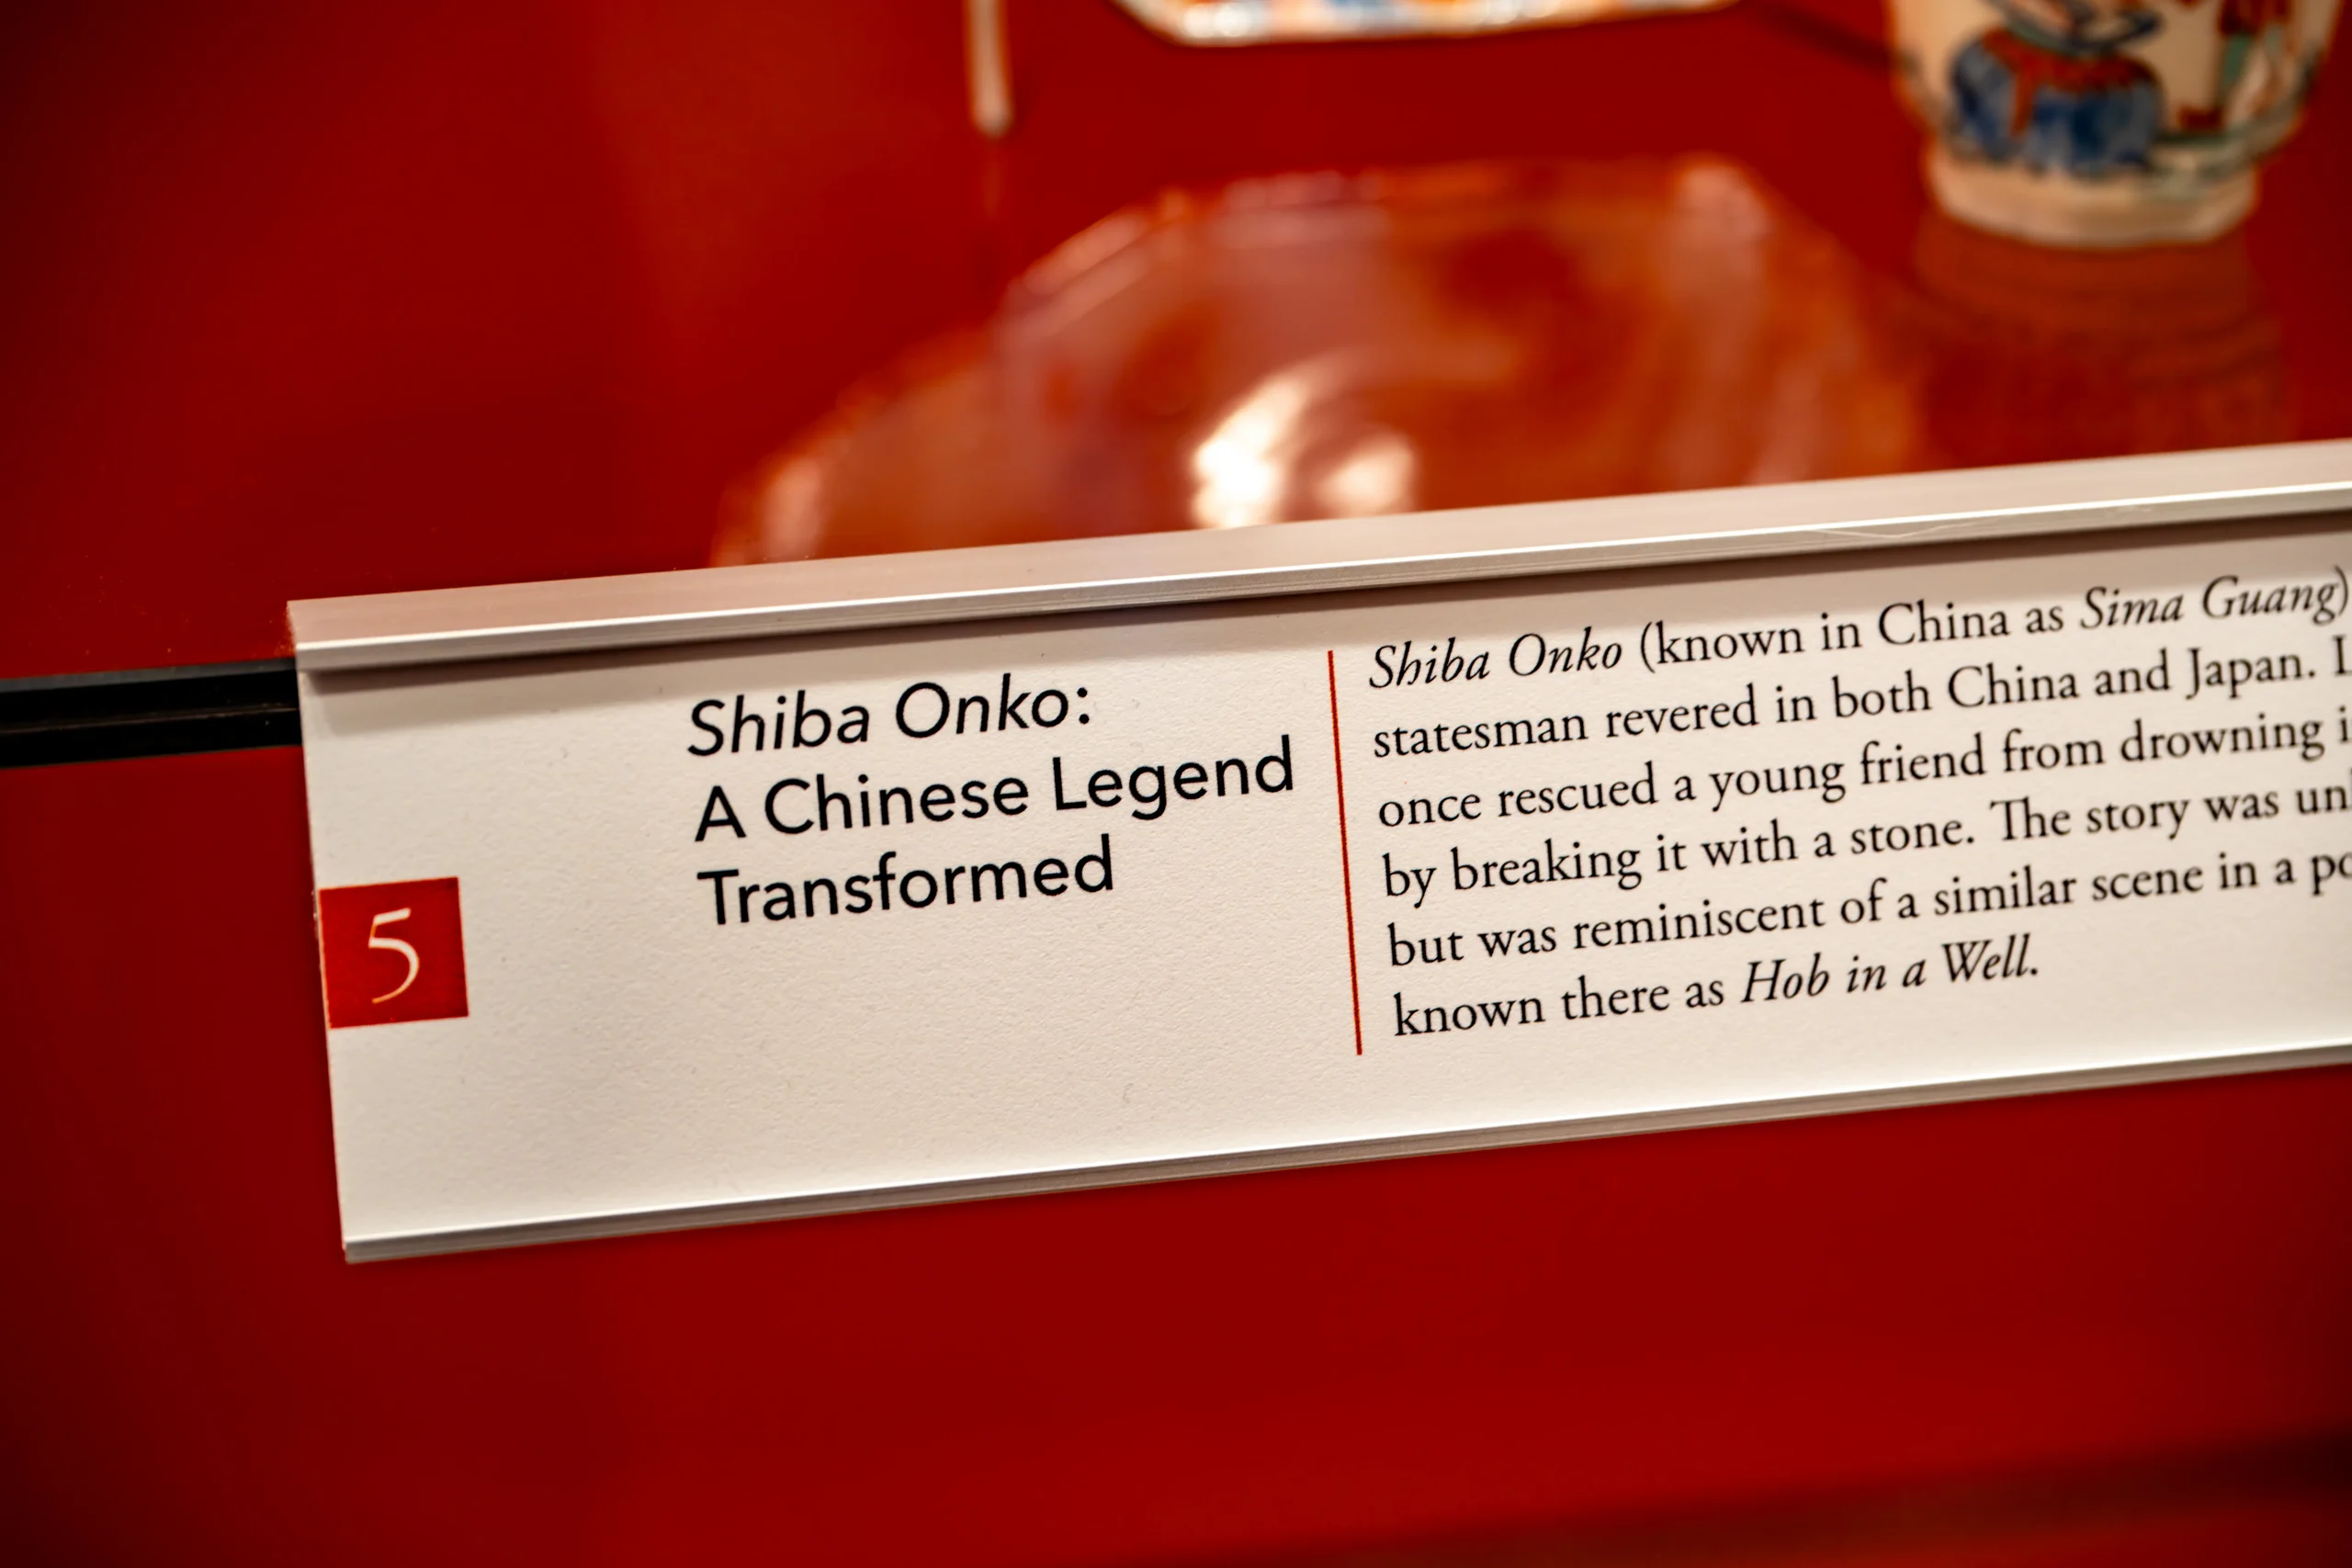 5
Shiba Onko:
A Chinese Legend
Transformed
Shiba Onko (known in China as Sima Guang)
statesman revered in both China and Japan.
once rescued a young friend from drowning
by breaking it with a stone. The story was
but was reminiscent of a similar scene in a
known there as Hob in a Well.